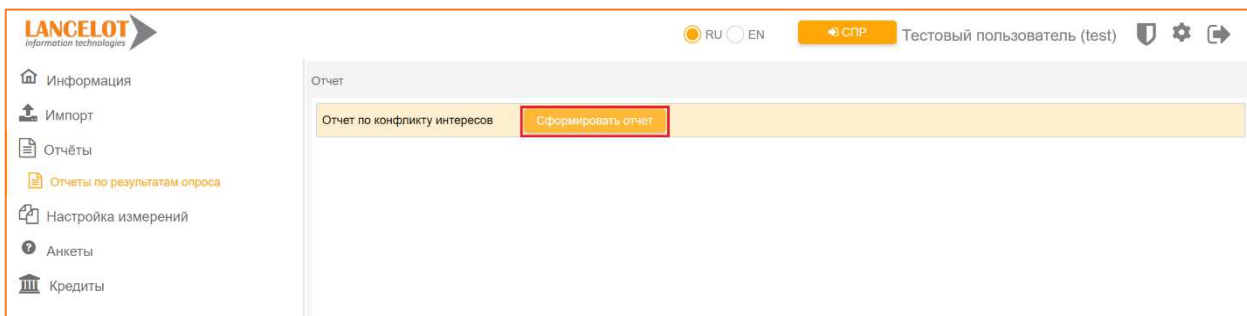 LANCELOT
information technologies
RU EN СПР Тестовый пользователь (test)
Информация
Импорт
Отчёты
Отчеты по результатам опроса
Настройка измерений
Анкеты
Кредиты
Отчет
Отчет по конфликту интересов Сформировать отчет